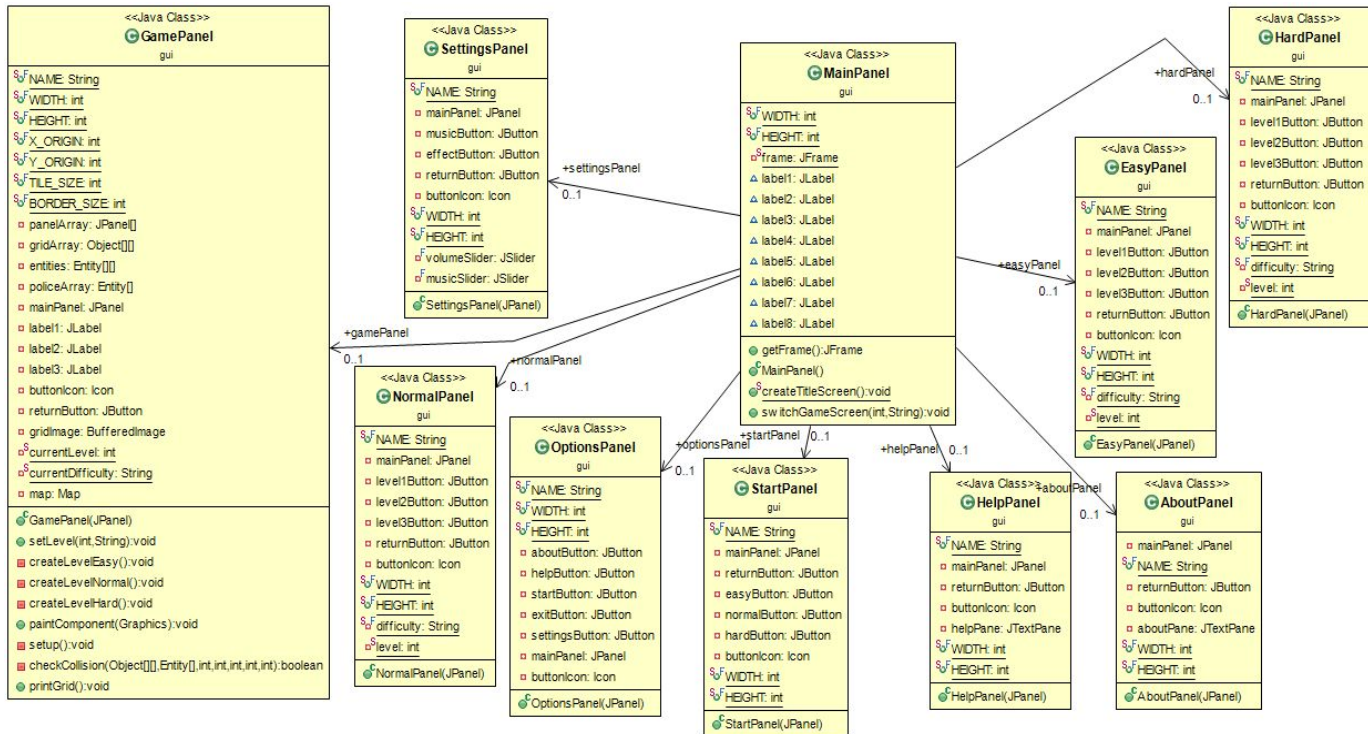 <<Java Class>>
GamePanel
gui
NAME: String
WIDTH: int
HEIGHT: int
X_ORIGIN: int
Y_ORIGIN: int
TILE_SIZE: int
BORDER_SIZE: int
panelArray: JPanel[]
gridArray: Object[][]
entities: Entity[][]
policeArray: Entity[]
mainPanel: JPanel
label1: JLabel
label2: JLabel
label3: JLabel
buttonIcon: Icon
returnButton: JButton
gridImage: BufferedImage
currentLevel: int
currentDifficulty: String
map: Map
GamePanel(JPanel)
setLevel(int,String):void
createLevelEasy():void
createLevelNormal():void
createLevelHard():void
paintComponent(Graphics):void
setup():void
checkCollision(Object[][],Entity[],int,int,int,int,int):boolean
printGrid():void
<<Java Class>>
SettingsPanel
gui
NAME: String
mainPanel: JPanel
musicButton: JButton
effectButton: JButton
returnButton: JButton
buttonIcon: Icon
WIDTH: int
HEIGHT: int
volumeSlider: JSlider
musicSlider: JSlider
SettingsPanel(JPanel)
<<Java Class>>
MainPanel
gui
WIDTH: int
HEIGHT: int
frame: JFrame
label1: JLabel
label2: JLabel
label3: JLabel
label4: JLabel
label5: JLabel
label6: JLabel
label7: JLabel
label8: JLabel
getFrame():JFrame
MainPanel()
createTitleScreen():void
switchGameScreen(int,String):void
<<Java Class>>
HardPanel
gui
NAME: String
mainPanel: JPanel
level1Button: JButton
level2Button: JButton
level3Button: JButton
returnButton: JButton
buttonIcon: Icon
WIDTH: int
HEIGHT: int
difficulty: String
level: int
HardPanel(JPanel)
<<Java Class>>
EasyPanel
gui
NAME: String
mainPanel: JPanel
level1Button: JButton
level2Button: JButton
level3Button: JButton
returnButton: JButton
buttonIcon: Icon
WIDTH: int
HEIGHT: int
difficulty: String
level: int
EasyPanel(JPanel)
+hardPanel
0..1
+settingsPanel
0..1
+easyPanel
0..1
+gamePanel
0..1
+normalPanel
0..1
+optionsPanel
0..1
+startPanel
0..1
+helpPanel
0..1
+aboutPanel
0..1
<<Java Class>>
NormalPanel
gui
NAME: String
mainPanel: JPanel
level1Button: JButton
level2Button: JButton
level3Button: JButton
returnButton: JButton
buttonIcon: Icon
WIDTH: int
HEIGHT: int
difficulty: String
level: int
NormalPanel(JPanel)
<<Java Class>>
OptionsPanel
gui
NAME: String
WIDTH: int
HEIGHT: int
aboutButton: JButton
helpButton: JButton
startButton: JButton
exitButton: JButton
settingsButton: JButton
mainPanel: JPanel
buttonIcon: Icon
OptionsPanel(JPanel)
<<Java Class>>
StartPanel
gui
NAME: String
mainPanel: JPanel
returnButton: JButton
easyButton: JButton
normalButton: JButton
hardButton: JButton
buttonIcon: Icon
WIDTH: int
HEIGHT: int
StartPanel(JPanel)
<<Java Class>>
HelpPanel
gui
NAME: String
mainPanel: JPanel
returnButton: JButton
buttonIcon: Icon
helpPane: JTextPane
WIDTH: int
HEIGHT: int
HelpPanel(JPanel)
<<Java Class>>
AboutPanel
gui
mainPanel: JPanel
NAME: String
returnButton: JButton
buttonIcon: Icon
aboutPane: JTextPane
WIDTH: int
HEIGHT: int
AboutPanel(JPanel)